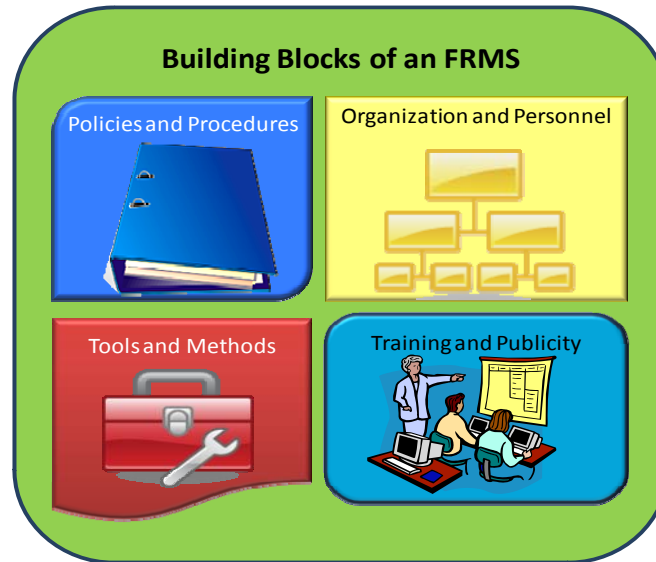 Building Blocks of an FRMS
Policies and Procedures
Organization and Personnel
Tools and Methods
Training and Publicity